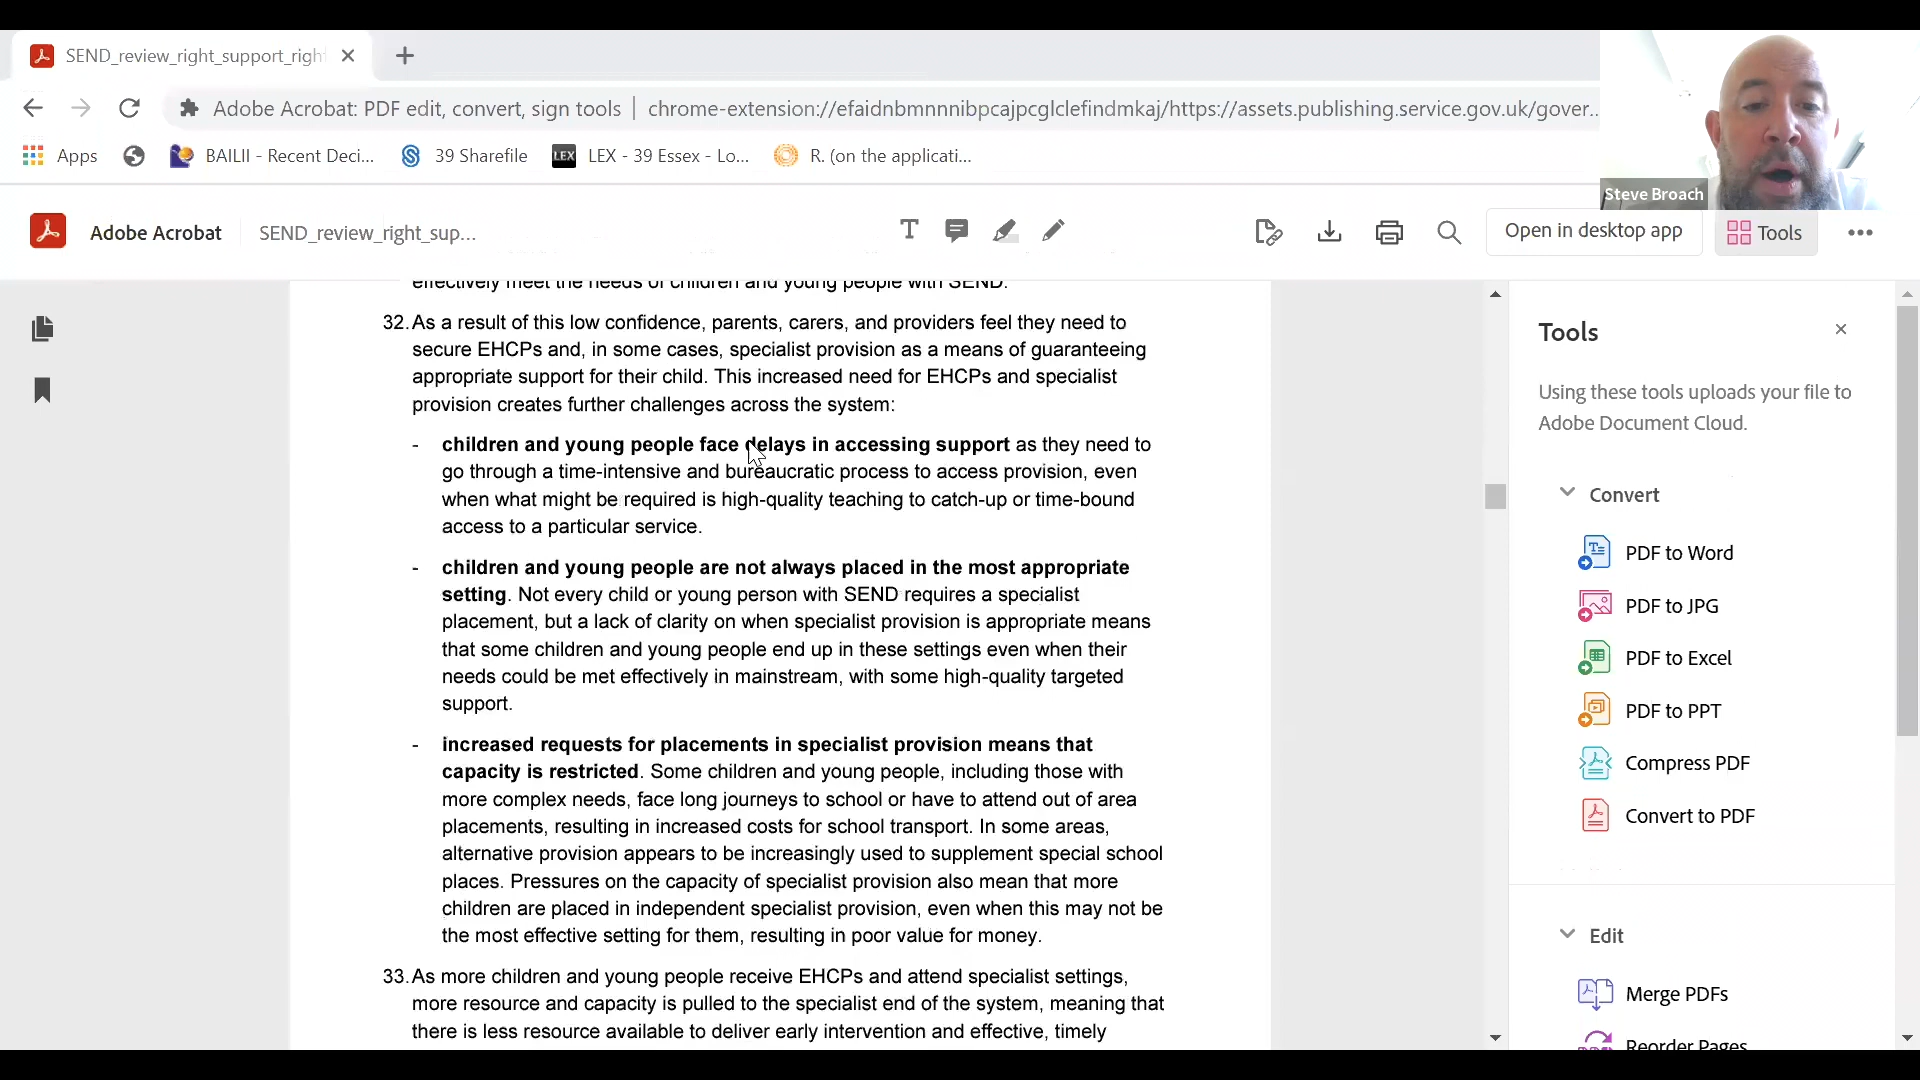 SEND_review_right_support_righ
Adobe Acrobat: PDF edit, convert, sign tools | chrome-extension://efaidnbmnnnibpcajpcglclefindmkaj/https://assets.publishing.service.gov.uk/gover...
Apps
BAILII - Recent Deci...
39 Sharefile
LEX
LEX - 39 Essex - Lo...
R. (on the applicati...
Steve Broach
Adobe Acrobat
SEND_review_right_sup...
T
Open in desktop app
Tools
effectively meet the needs of children and young people with SEND.
32. As a result of this low confidence, parents, carers, and providers feel they need to
secure EHCPs and, in some cases, specialist provision as a means of guaranteeing
appropriate support for their child. This increased need for EHCPs and specialist
provision creates further challenges across the system:
- children and young people face delays in accessing support as they need to
go through a time-intensive and bureaucratic process to access provision, even
when what might be required is high-quality teaching to catch-up or time-bound
access to a particular service.
- children and young people are not always placed in the most appropriate
setting. Not every child or young person with SEND requires a specialist
placement, but a lack of clarity on when specialist provision is appropriate means
that some children and young people end up in these settings even when their
needs could be met effectively in mainstream, with some high-quality targeted
support.
- increased requests for placements in specialist provision means that
capacity is restricted. Some children and young people, including those with
more complex needs, face long journeys to school or have to attend out of area
placements, resulting in increased costs for school transport. In some areas,
alternative provision appears to be increasingly used to supplement special school
places. Pressures on the capacity of specialist provision also mean that more
children are placed in independent specialist provision, even when this may not be
the most effective setting for them, resulting in poor value for money.
33. As more children and young people receive EHCPs and attend specialist settings,
more resource and capacity is pulled to the specialist end of the system, meaning that
there is less resource available to deliver early intervention and effective, timely
Tools
Using these tools uploads your file to
Adobe Document Cloud.
Convert
PDF to Word
PDF to JPG
PDF to Excel
PDF to PPT
Compress PDF
Convert to PDF
Edit
Merge PDFs
Reorder Pages